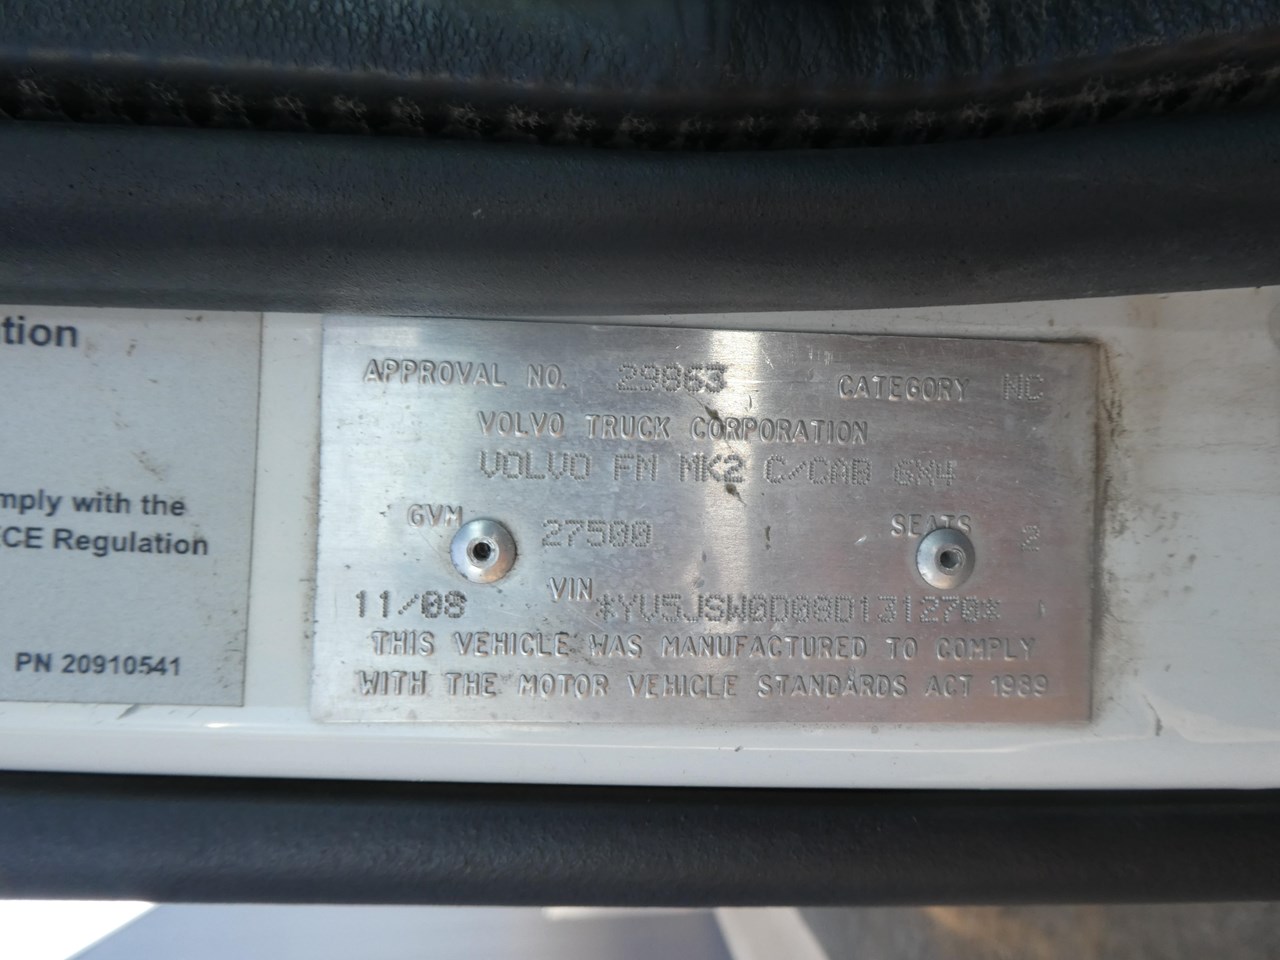 tion
mply with the
CE Regulation
PN 20910541
APPROVAL NO. 29863 CATEGORY NC
VOLVO TRUCK CORPORATION
VOLVO FM MK2 C/CAB 6X4
GVM 27500 SEATS 2
11/08 VIN *YV5JSW0D08D131270*
THIS VEHICLE WAS MANUFACTURED TO COMPLY
WITH THE MOTOR VEHICLE STANDARDS ACT 1989